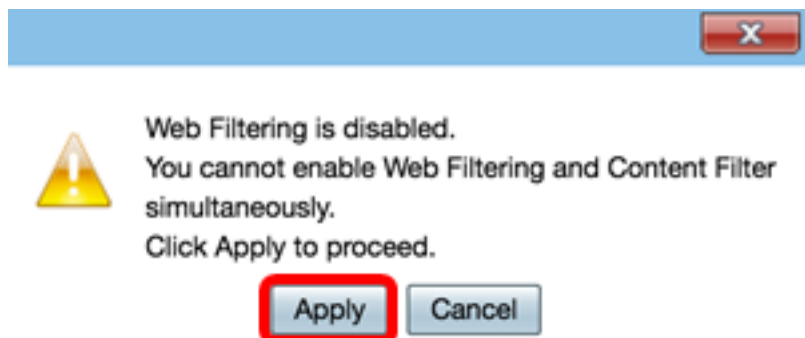 Web Filtering is disabled.
You cannot enable Web Filtering and Content Filter
simultaneously.
Click Apply to proceed.
Apply Cancel